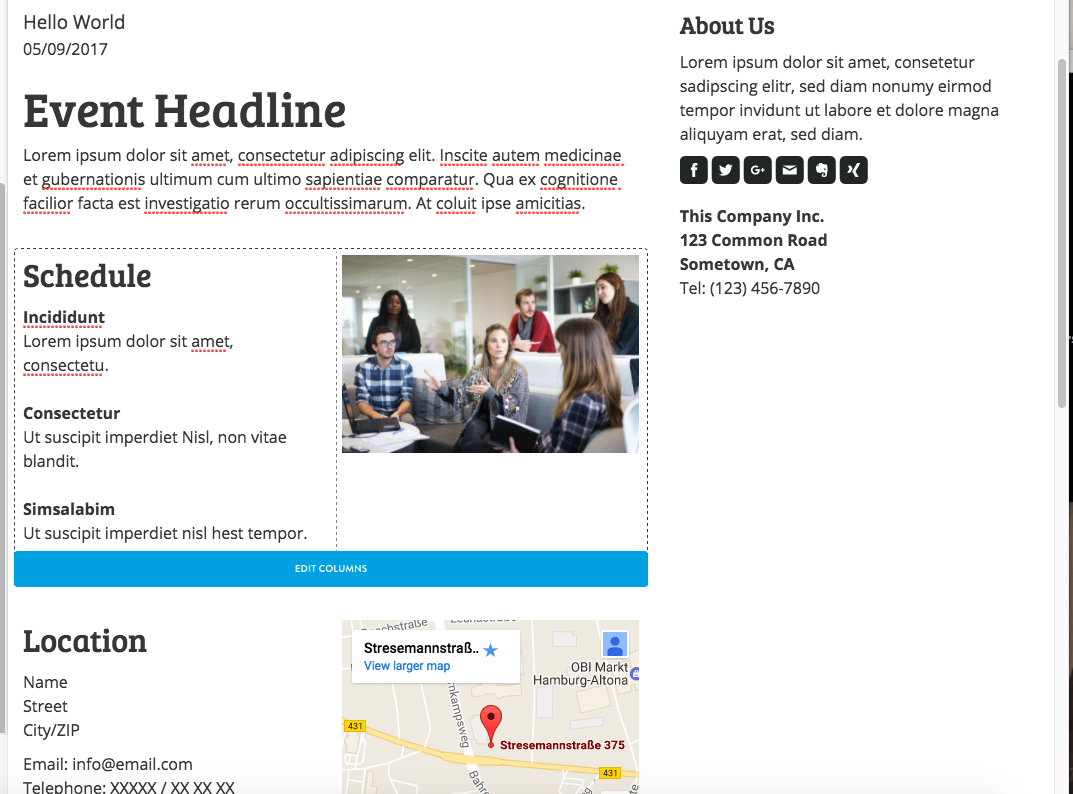 Hello World
05/09/2017
Event Headline
Lorem ipsum dolor sit amet, consectetur adipiscing elit. Inscite autem medicinae
et gubernationis ultimum cum ultimo sapientiae comparatur. Qua ex cognitione
facilior facta est investigatio rerum occultissimarum. At coluit ipse amicitias.
Schedule
Incididunt
Lorem ipsum dolor sit amet,
consectetu.
Consectetur
Ut suscipit imperdiet Nisl, non vitae
blandit.
Simsalabim
Ut suscipit imperdiet nisl hest tempor.
EDIT COLUMNS
Location
Name
Street
City/ZIP
Email: info@email.com
Telephone: XXXXX / XX XX XX
Stresemannstraß..
View larger map
OBI Markt
Hamburg-Altona
431
Stresemannstraße 375
431
About Us
Lorem ipsum dolor sit amet, consetetur
sadipscing elitr, sed diam nonumy eirmod
tempor invidunt ut labore et dolore magna
aliquyam erat, sed diam.
This Company Inc.
123 Common Road
Sometown, CA
Tel: (123) 456-7890